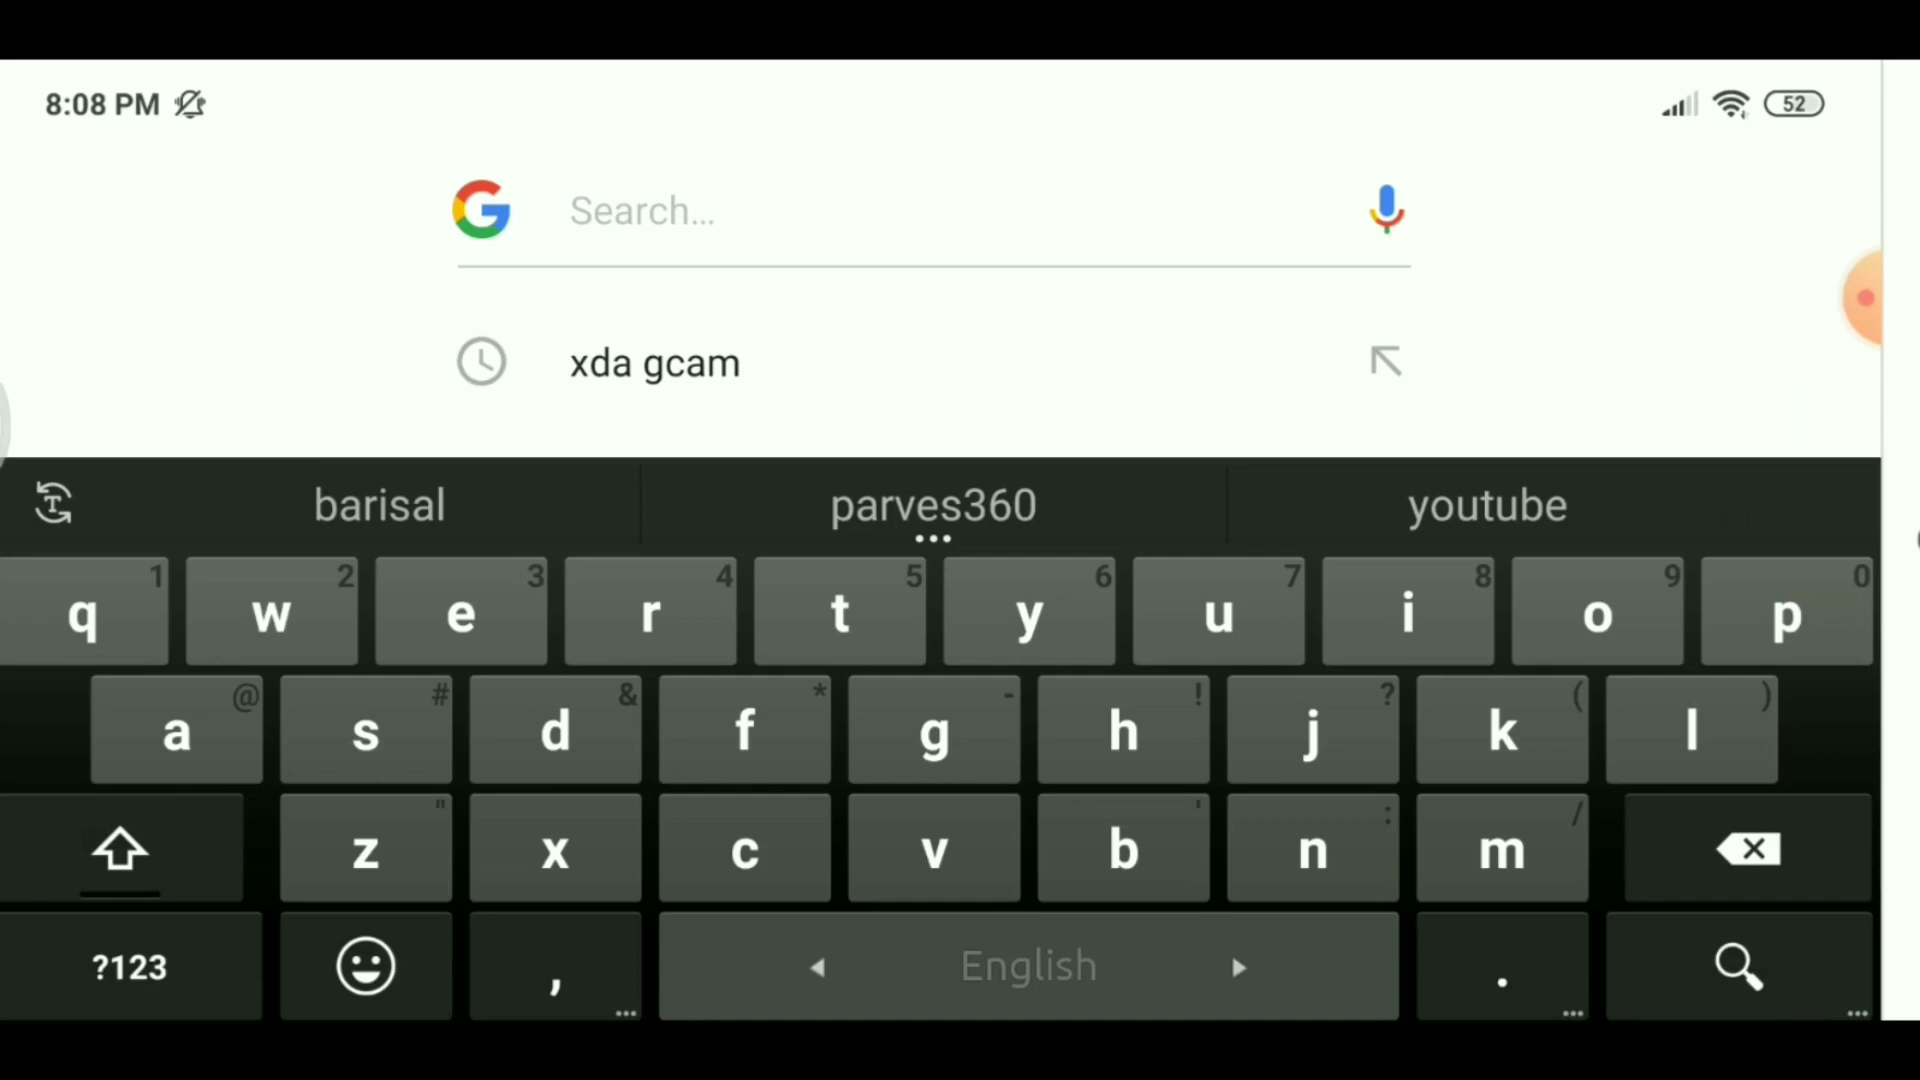 8:08 PM 52
Search...
xda gcam
barisal parves360 youtube
1 2 3 4 5 6 7 8 9 0
q w e r t y u i o p
@ # & * - ! ? ( )
a s d f g h j k l
" ' : /
z x c v b n m
?123 , English .